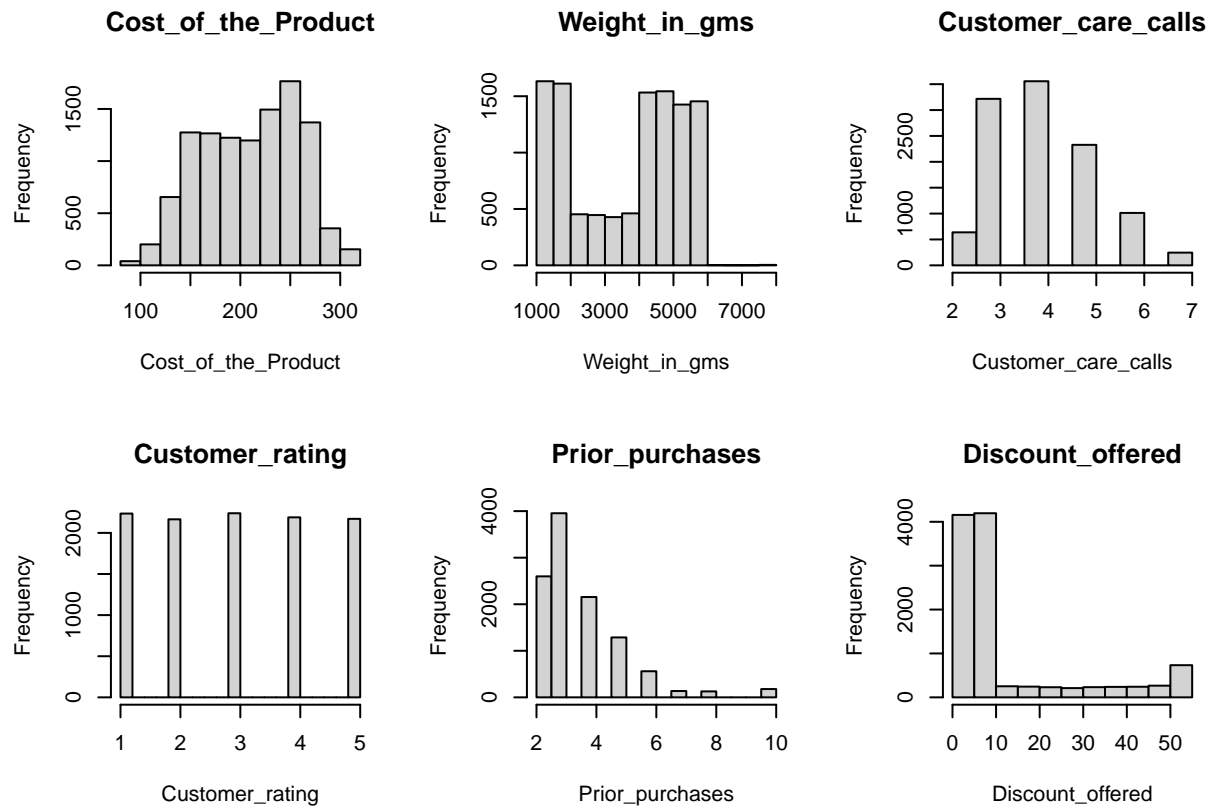 Cost_of_the_Product
Frequency
0
500
1500
100
200
300
Cost_of_the_Product
Weight_in_gms
Frequency
0
500
1500
1000
3000
5000
7000
Weight_in_gms
Customer_care_calls
Frequency
0
1000
2500
2
3
4
5
6
7
Customer_care_calls
Customer_rating
Frequency
0
1000
2000
1
2
3
4
5
Customer_rating
Prior_purchases
Frequency
0
2000
4000
2
4
6
8
10
Prior_purchases
Discount_offered
Frequency
0
2000
4000
0
10
20
30
40
50
Discount_offered